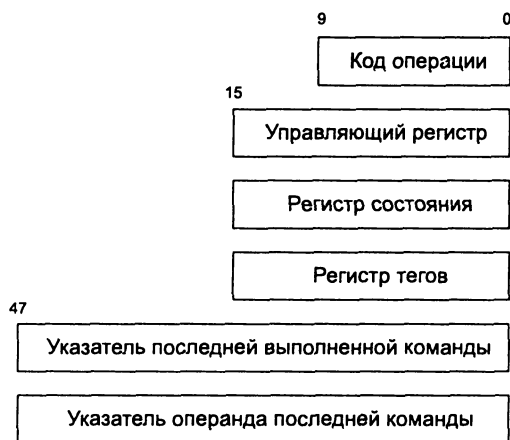 9 0
Код операции
15
Управляющий регистр
Регистр состояния
Регистр тегов
47
Указатель последней выполненной команды
Указатель операнда последней команды